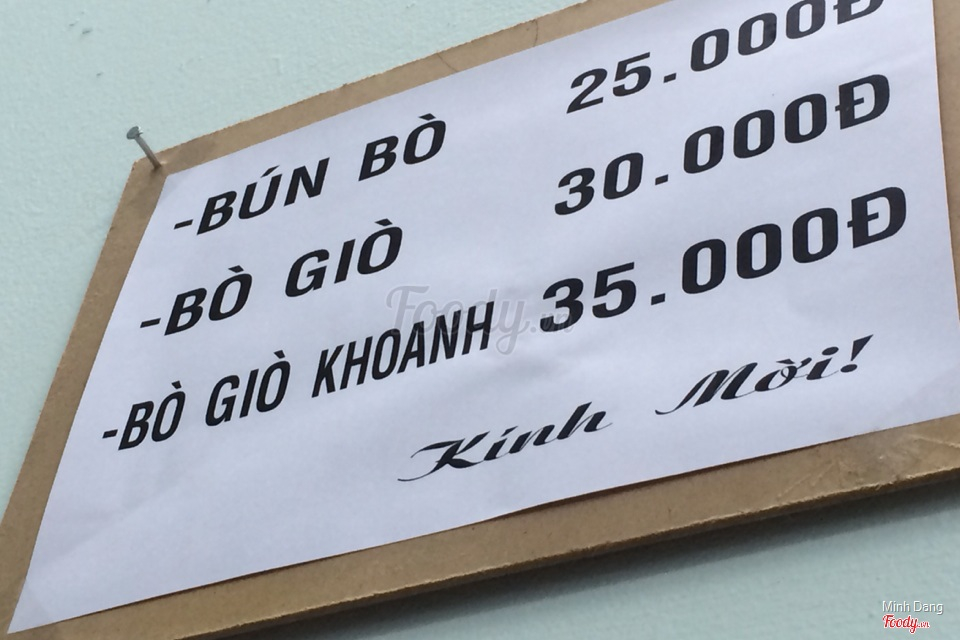 -BÚN BÒ 25.000Đ
-BÒ GIÒ 30.000Đ
-BÒ GIÒ KHOANH 35.000Đ
Kính Mời!
Foody.vn
Minh Dang
Foody.vn